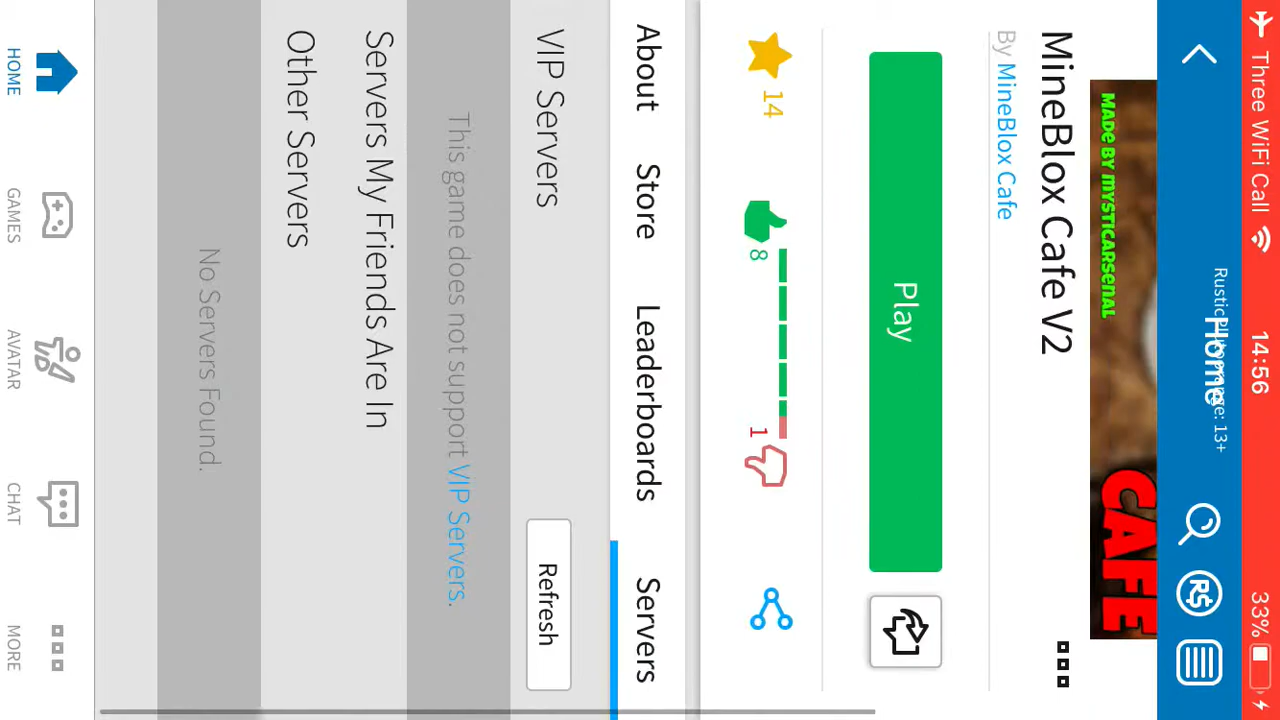 Three WiFi Call 14:56 33%
Home
13+
R$
MADE BY MYSTICARSENAL
CAFE
MineBlox Cafe V2
By MineBlox Cafe
Play
14 8 1
About Store Leaderboards Servers
VIP Servers Refresh
This game does not support VIP Servers.
Servers My Friends Are In
Other Servers
No Servers Found.
HOME GAMES AVATAR CHAT MORE